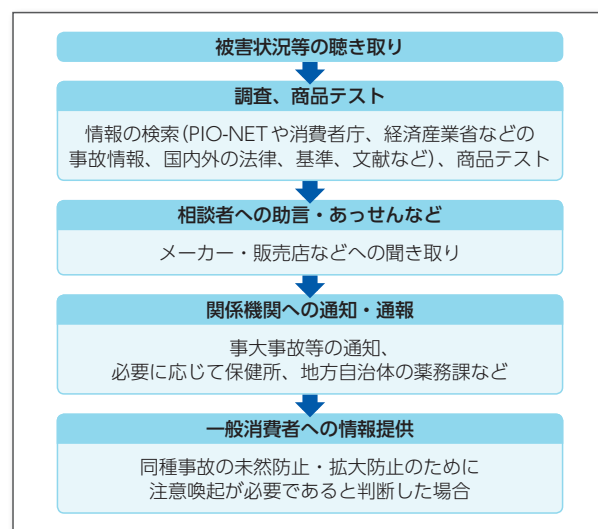 被害状況等の聴き取り
調査、商品テスト
情報の検索(PIO-NETや消費者庁、経済産業省などの
事故情報、国内外の法律、基準、文献など)、商品テスト
相談者への助言・あっせんなど
メーカー・販売店などへの聞き取り
関係機関への通知・通報
事大事故等の通知、
必要に応じて保健所、地方自治体の薬務課など
一般消費者への情報提供
同種事故の未然防止・拡大防止のために
注意喚起が必要であると判断した場合